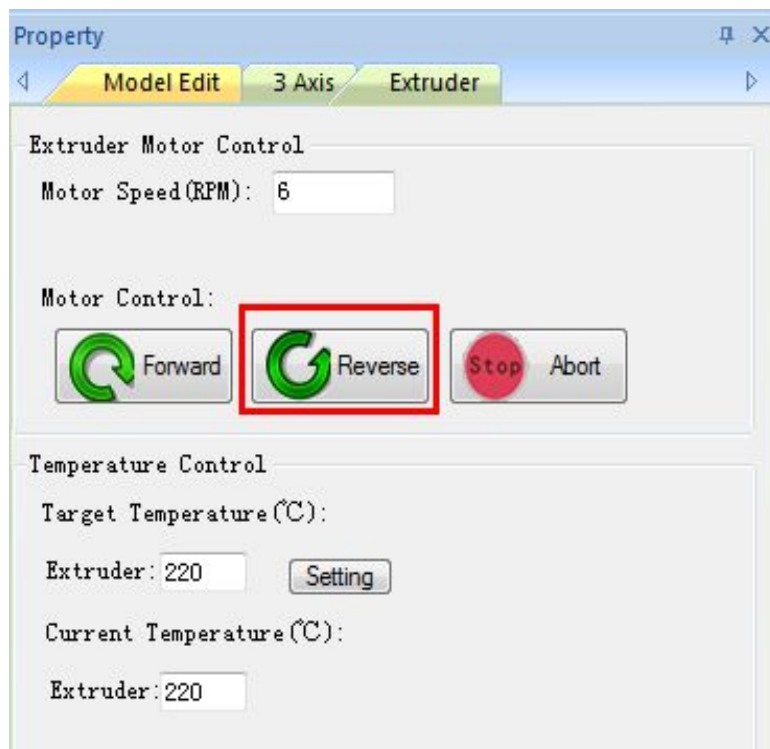 Property
Model Edit 3 Axis Extruder
Extruder Motor Control
Motor Speed(RPM): 6
Motor Control:
Forward Reverse Stop Abort
Temperature Control
Target Temperature(℃):
Extruder: 220 Setting
Current Temperature(℃):
Extruder: 220